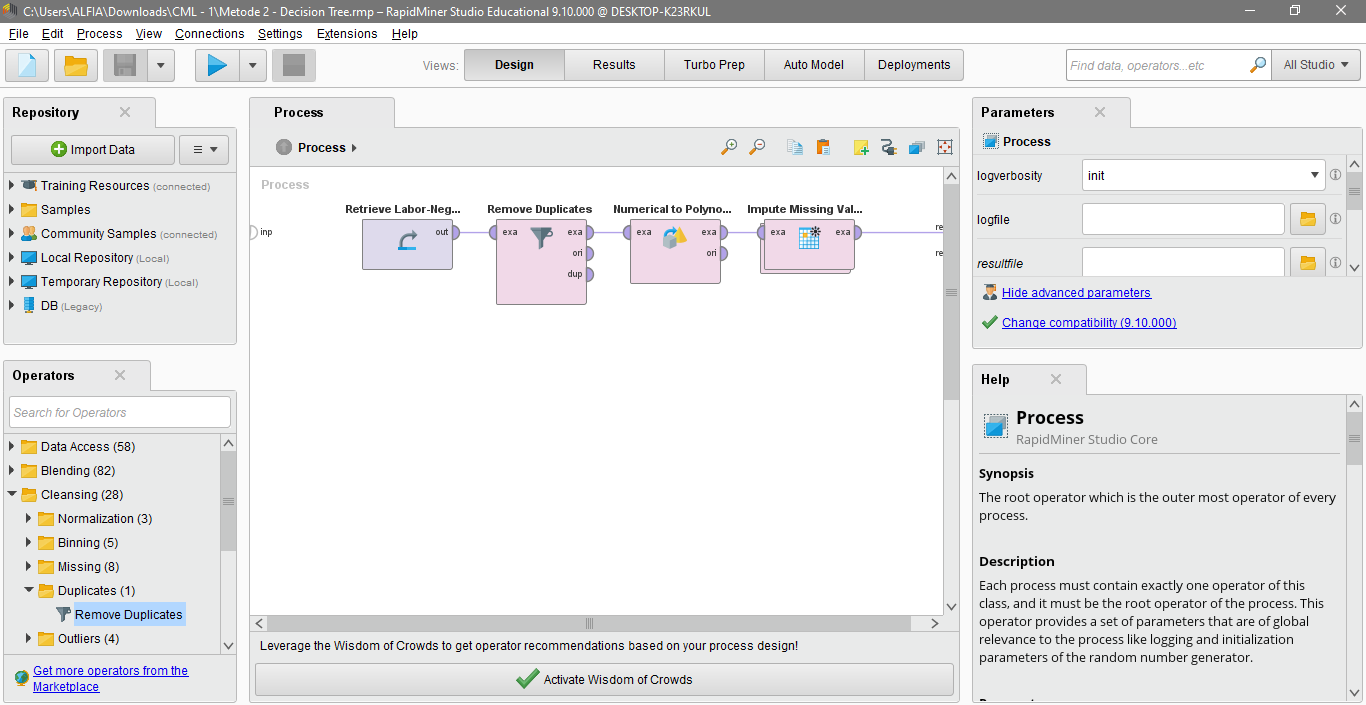 C:\Users\ALFIA\Downloads\CML - 1\Metode 2 - Decision Tree.rmp – RapidMiner Studio Educational 9.10.000 @ DESKTOP-K23RKUL
File Edit Process View Connections Settings Extensions Help
Views: Design Results Turbo Prep Auto Model Deployments Find data, operators...etc All Studio
Repository
Import Data
Training Resources (connected)
Samples
Community Samples (connected)
Local Repository (Local)
Temporary Repository (Local)
DB (Legacy)
Operators
Search for Operators
Data Access (58)
Blending (82)
Cleansing (28)
Normalization (3)
Binning (5)
Missing (8)
Duplicates (1)
Remove Duplicates
Outliers (4)
Get more operators from the
Marketplace
Process
Process
Process
Retrieve Labor-Neg... Remove Duplicates Numerical to Polyno... Impute Missing Val...
inp out exa exa exa exa exa exa re
ori ori re
dup
Leverage the Wisdom of Crowds to get operator recommendations based on your process design!
Activate Wisdom of Crowds
Parameters
Process
logverbosity init
logfile
resultfile
Hide advanced parameters
Change compatibility (9.10.000)
Help
Process
RapidMiner Studio Core
Synopsis
The root operator which is the outer most operator of every
process.
Description
Each process must contain exactly one operator of this
class, and it must be the root operator of the process. This
operator provides a set of parameters that are of global
relevance to the process like logging and initialization
parameters of the random number generator.